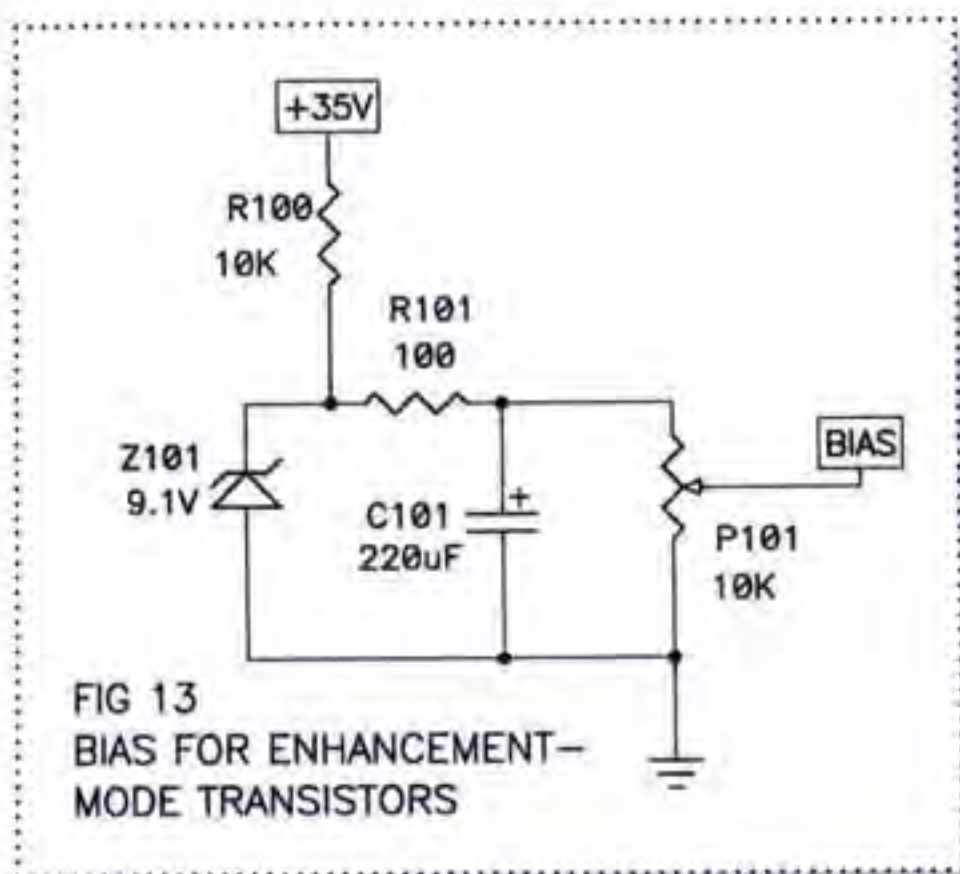 +35V
R100
10K
R101
100
Z101
9.1V
C101
220uF
+
BIAS
P101
10K
FIG 13
BIAS FOR ENHANCEMENT-
MODE TRANSISTORS